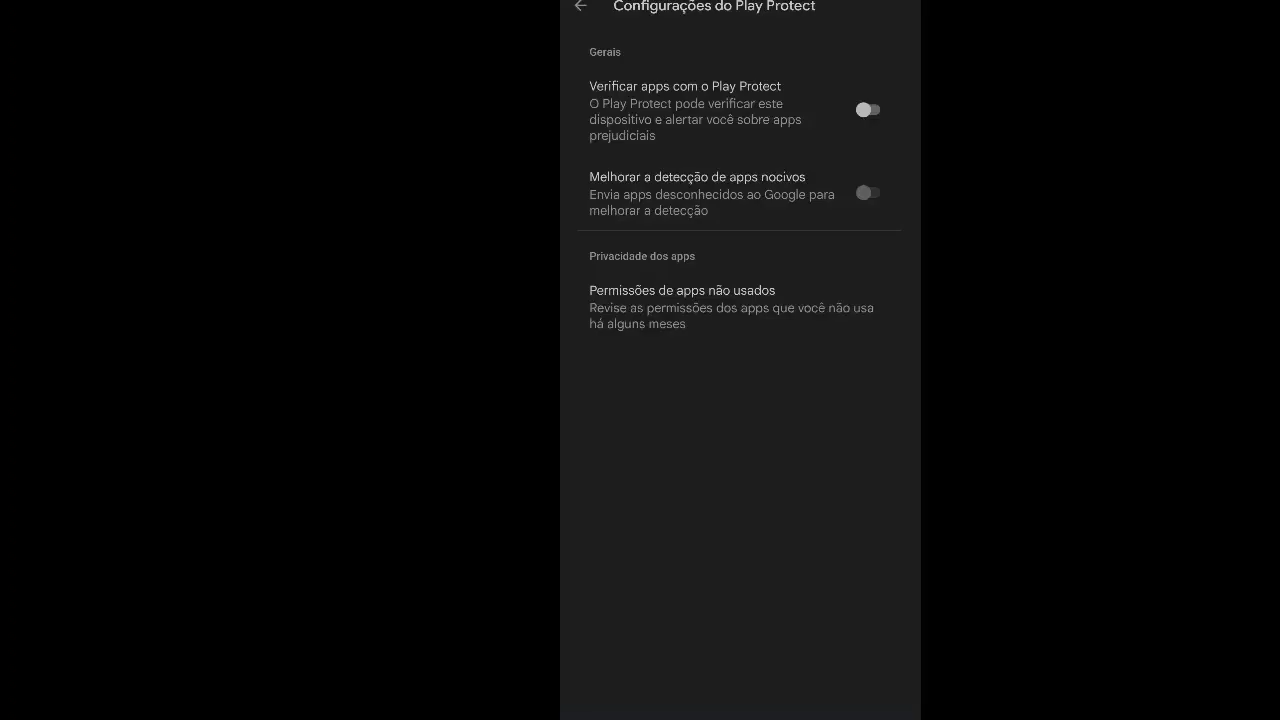 Configurações do Play Protect
Gerais
Verificar apps com o Play Protect
O Play Protect pode verificar este
dispositivo e alertar você sobre apps
prejudiciais
Melhorar a detecção de apps nocivos
Envia apps desconhecidos ao Google para
melhorar a detecção
Privacidade dos apps
Permissões de apps não usados
Revise as permissões dos apps que você não usa
há alguns meses